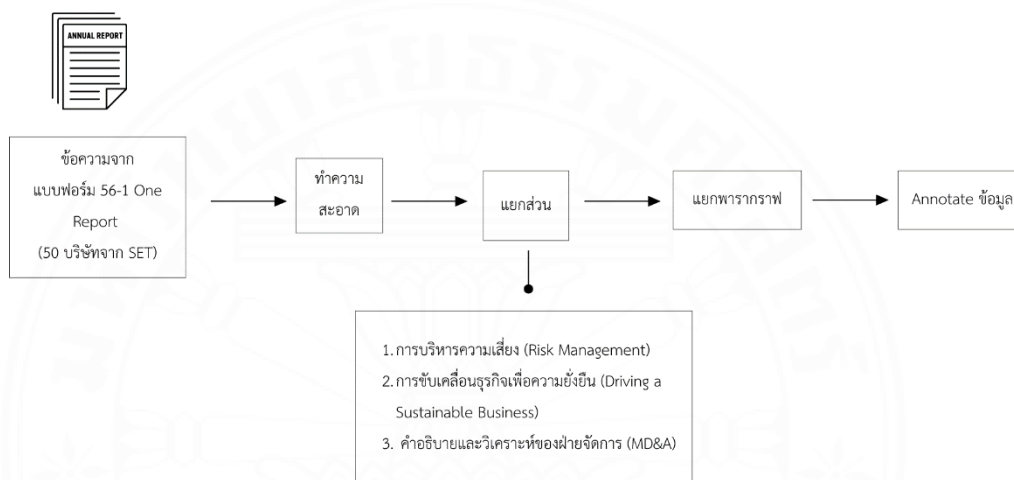 ANNUAL REPORT
ข้อความจาก
แบบฟอร์ม 56-1 One
Report
(50 บริษัทจาก SET)
ทำความ
สะอาด
แยกส่วน
แยกพารากราฟ
Annotate ข้อมูล
1. การบริหารความเสี่ยง (Risk Management)
2. การขับเคลื่อนธุรกิจเพื่อความยั่งยืน (Driving a
Sustainable Business)
3. คำอธิบายและวิเคราะห์ของฝ่ายจัดการ (MD&A)